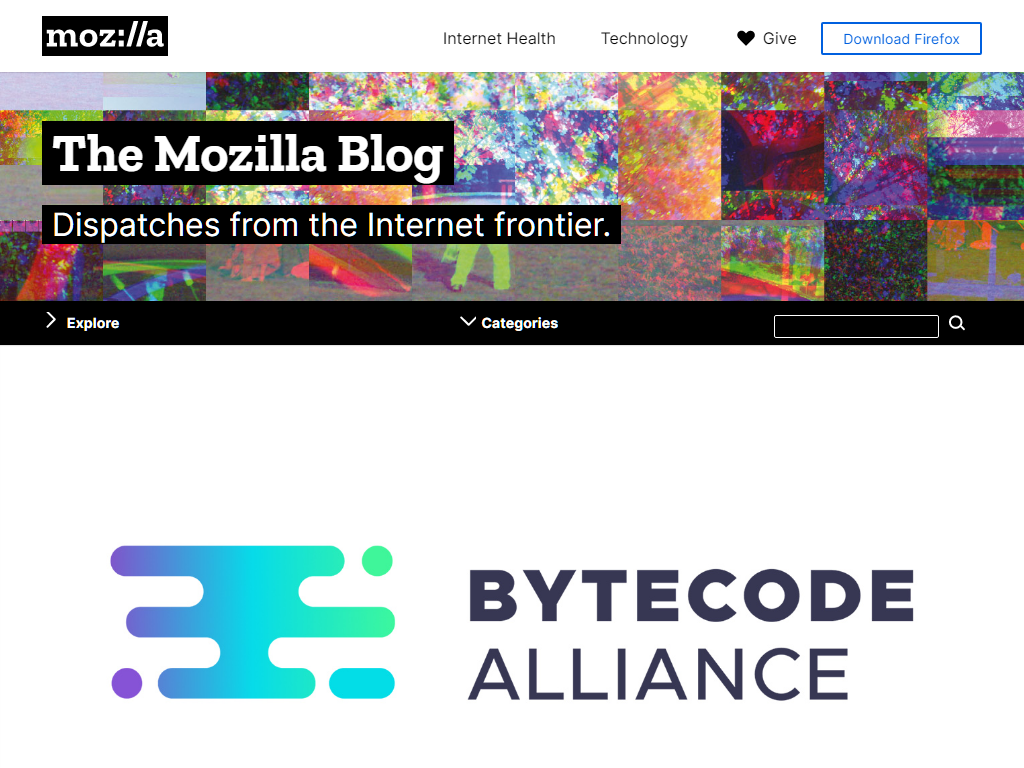 moz://a
Internet Health
Technology
Give
Download Firefox
The Mozilla Blog
Dispatches from the Internet frontier.
Explore
Categories
BYTECODE
ALLIANCE